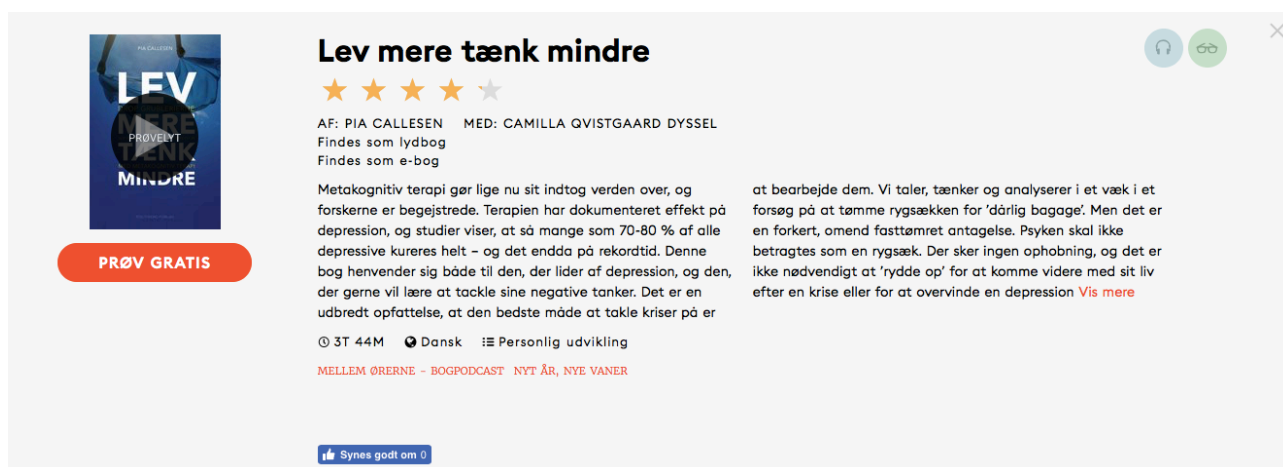 PIA CALLESEN
LEV
MERE
PRØVELYT
TÆNK
MINDRE
PRØV GRATIS
Lev mere tænk mindre
AF: PIA CALLESEN MED: CAMILLA QVISTGAARD DYSSEL
Findes som lydbog
Findes som e-bog
Metakognitiv terapi gør lige nu sit indtog verden over, og
forskerne er begejstrede. Terapien har dokumenteret effekt på
depression, og studier viser, at så mange som 70-80 % af alle
depressive kureres helt – og det endda på rekordtid. Denne
bog henvender sig både til den, der lider af depression, og den,
der gerne vil lære at tackle sine negative tanker. Det er en
udbredt opfattelse, at den bedste måde at takle kriser på er
at bearbejde dem. Vi taler, tænker og analyserer i et væk i et
forsøg på at tømme rygsækken for ’dårlig bagage’. Men det er
en forkert, omend fasttømret antagelse. Psyken skal ikke
betragtes som en rygsæk. Der sker ingen ophobning, og det er
ikke nødvendigt at ’rydde op’ for at komme videre med sit liv
efter en krise eller for at overvinde en depression Vis mere
3T 44M Dansk Personlig udvikling
MELLEM ØRERNE - BOGPODCAST NYT ÅR, NYE VANER
Synes godt om 0